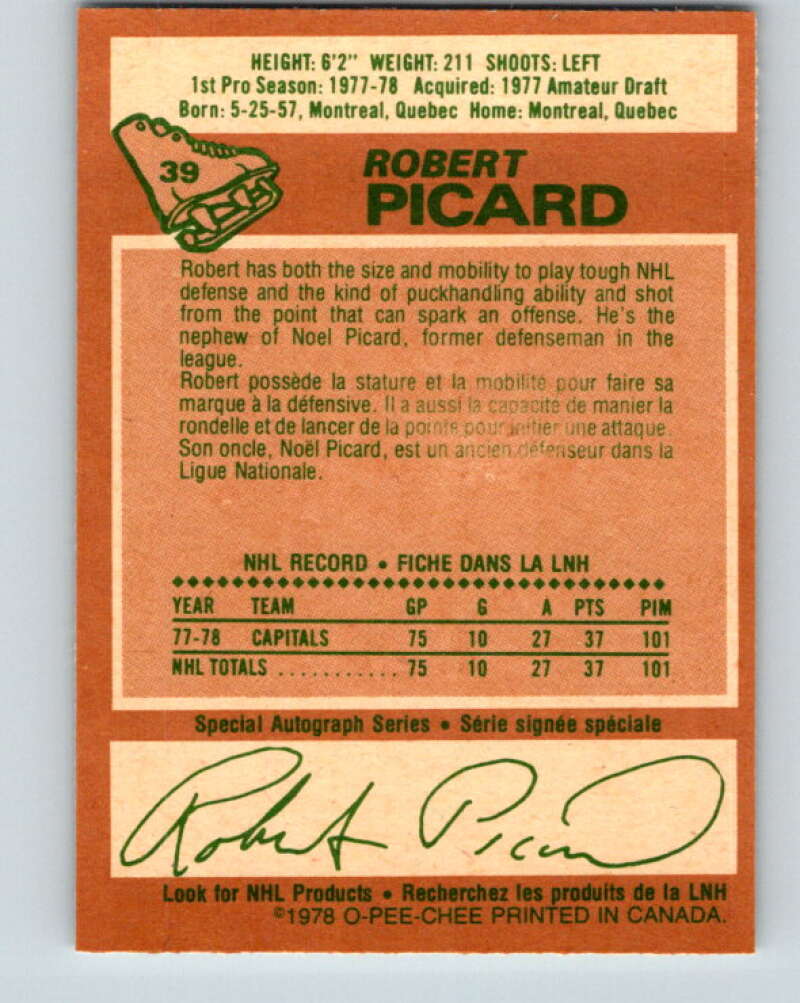 HEIGHT: 6'2" WEIGHT: 211 SHOOTS: LEFT
1st Pro Season: 1977-78 Acquired: 1977 Amateur Draft
Born: 5-25-57, Montreal, Quebec Home: Montreal, Quebec
39
ROBERT
PICARD
Robert has both the size and mobility to play tough NHL
defense and the kind of puckhandling ability and shot
from the point that can spark an offense. He's the
nephew of Noel Picard, former defenseman in the
league.
Robert possède la stature et la mobilité pour faire sa
marque à la défensive. Il a aussi la capacité de manier la
rondelle et de lancer de la pointe pour initier une attaque.
Son oncle, Noël Picard, est un ancien défenseur dans la
Ligue Nationale.
NHL RECORD • FICHE DANS LA LNH
YEAR TEAM GP G A PTS PIM
77-78 CAPITALS 75 10 27 37 101
NHL TOTALS ........... 75 10 27 37 101
Special Autograph Series • Série signée spéciale
Robert Picard
Look for NHL Products • Recherchez les produits de la LNH
©1978 O-PEE-CHEE PRINTED IN CANADA.